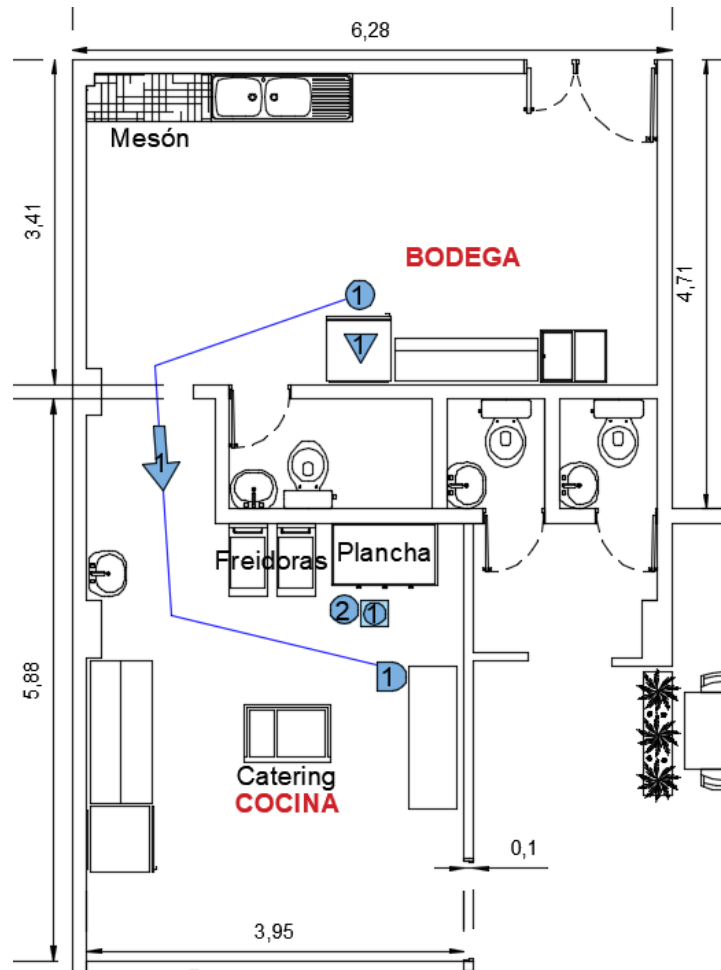 6,28
Mesón
3,41
BODEGA
4,71
1
1
1
Freidoras
Plancha
2
1
1
5,88
Catering
COCINA
0,1
3,95